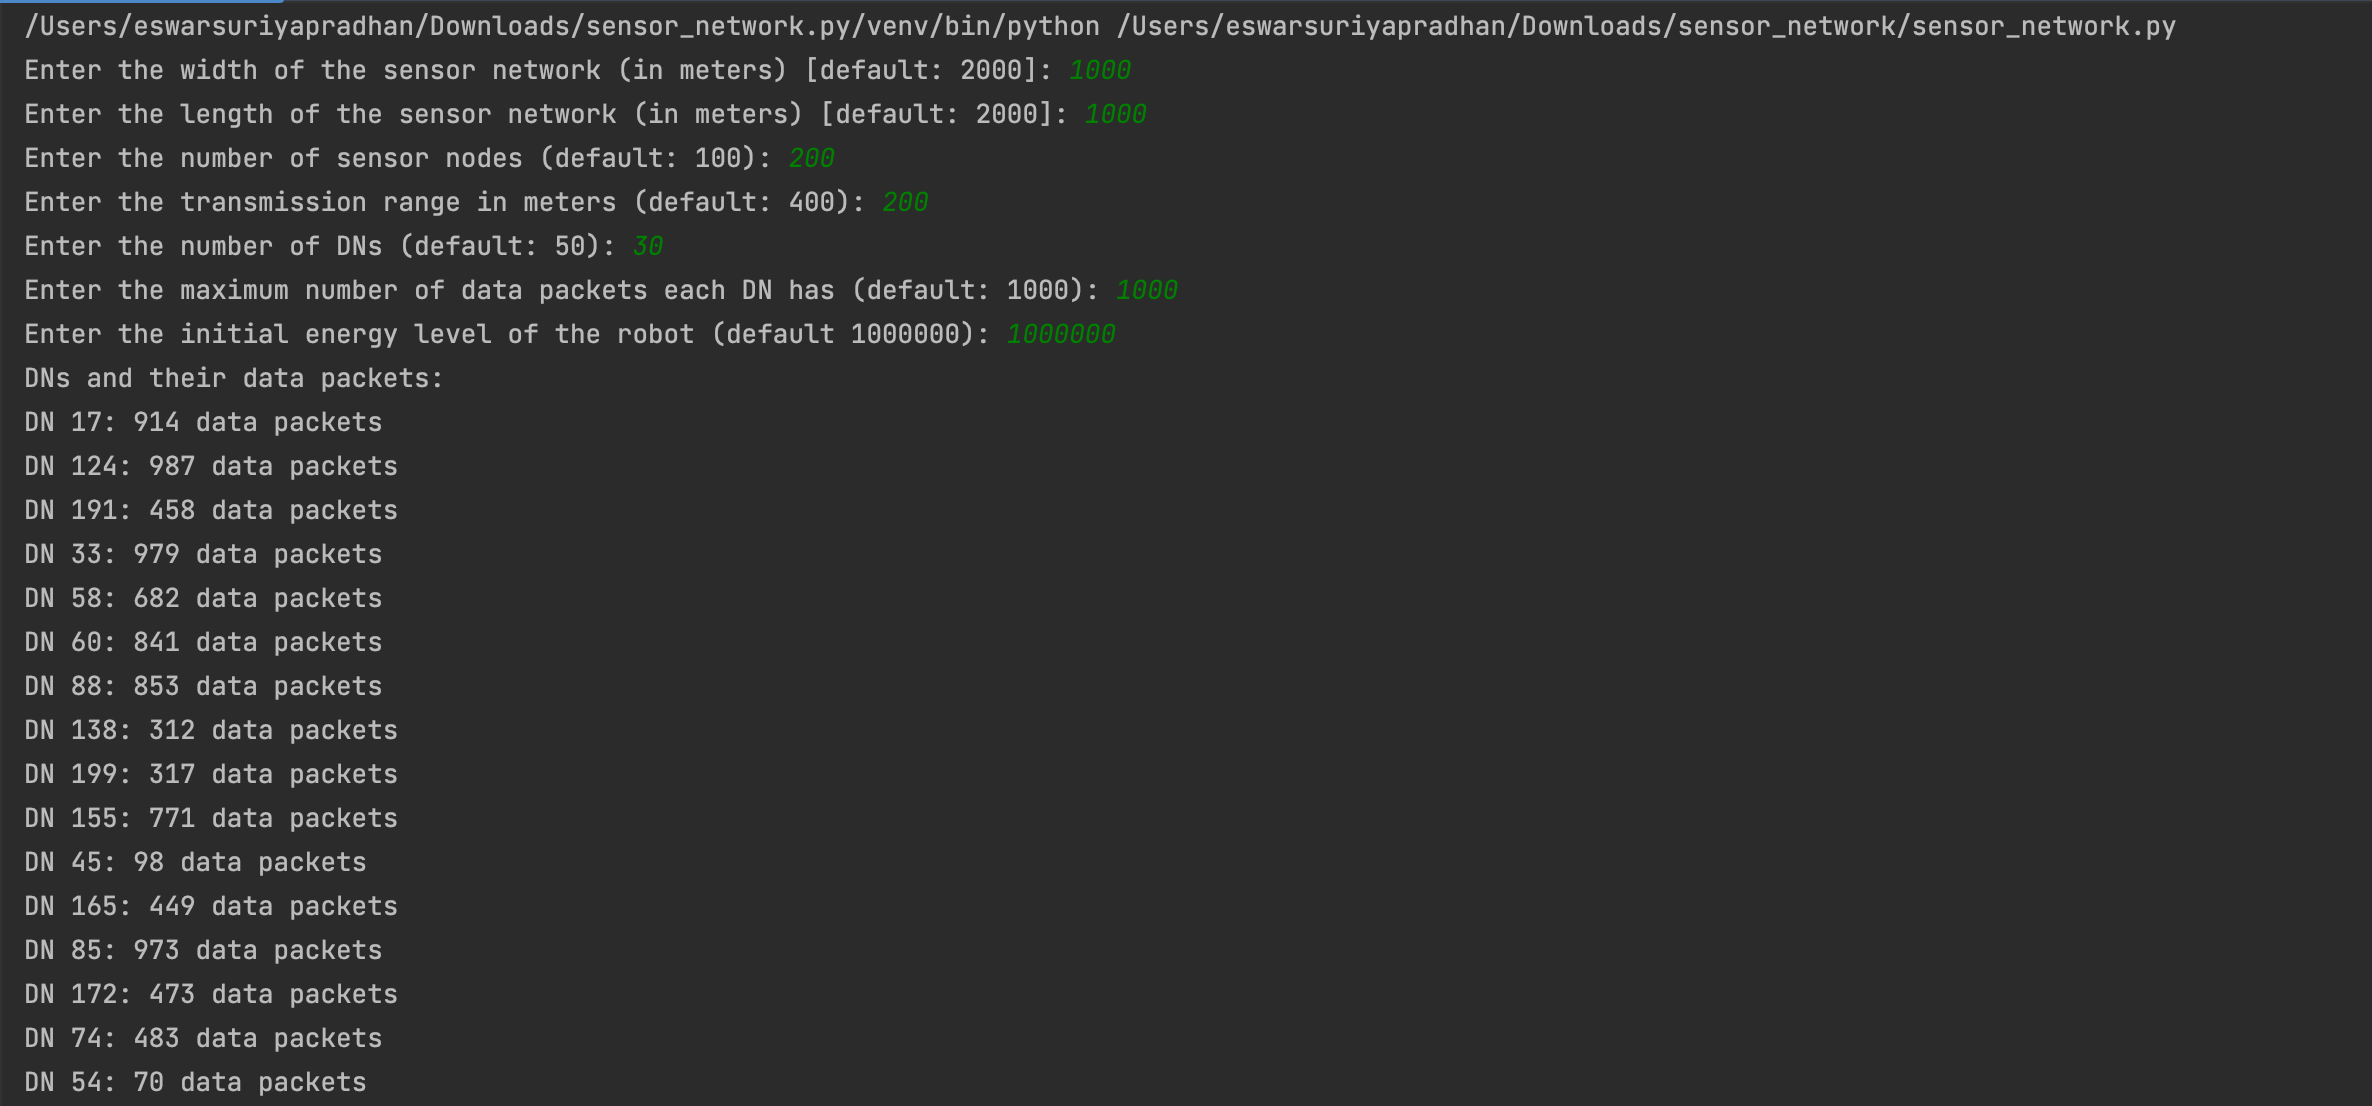 /Users/eswarsuriyapradhan/Downloads/sensor_network.py/venv/bin/python /Users/eswarsuriyapradhan/Downloads/sensor_network/sensor_network.py
Enter the width of the sensor network (in meters) [default: 2000]: 1000
Enter the length of the sensor network (in meters) [default: 2000]: 1000
Enter the number of sensor nodes (default: 100): 200
Enter the transmission range in meters (default: 400): 200
Enter the number of DNs (default: 50): 30
Enter the maximum number of data packets each DN has (default: 1000): 1000
Enter the initial energy level of the robot (default 1000000): 1000000
DNs and their data packets:
DN 17: 914 data packets
DN 124: 987 data packets
DN 191: 458 data packets
DN 33: 979 data packets
DN 58: 682 data packets
DN 60: 841 data packets
DN 88: 853 data packets
DN 138: 312 data packets
DN 199: 317 data packets
DN 155: 771 data packets
DN 45: 98 data packets
DN 165: 449 data packets
DN 85: 973 data packets
DN 172: 473 data packets
DN 74: 483 data packets
DN 54: 70 data packets